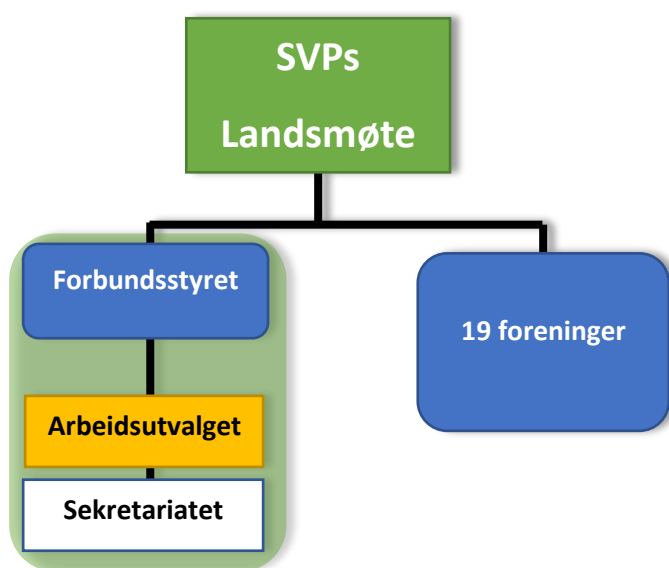 SVPs
Landsmøte
Forbundsstyret
19 foreninger
Arbeidsutvalget
Sekretariatet